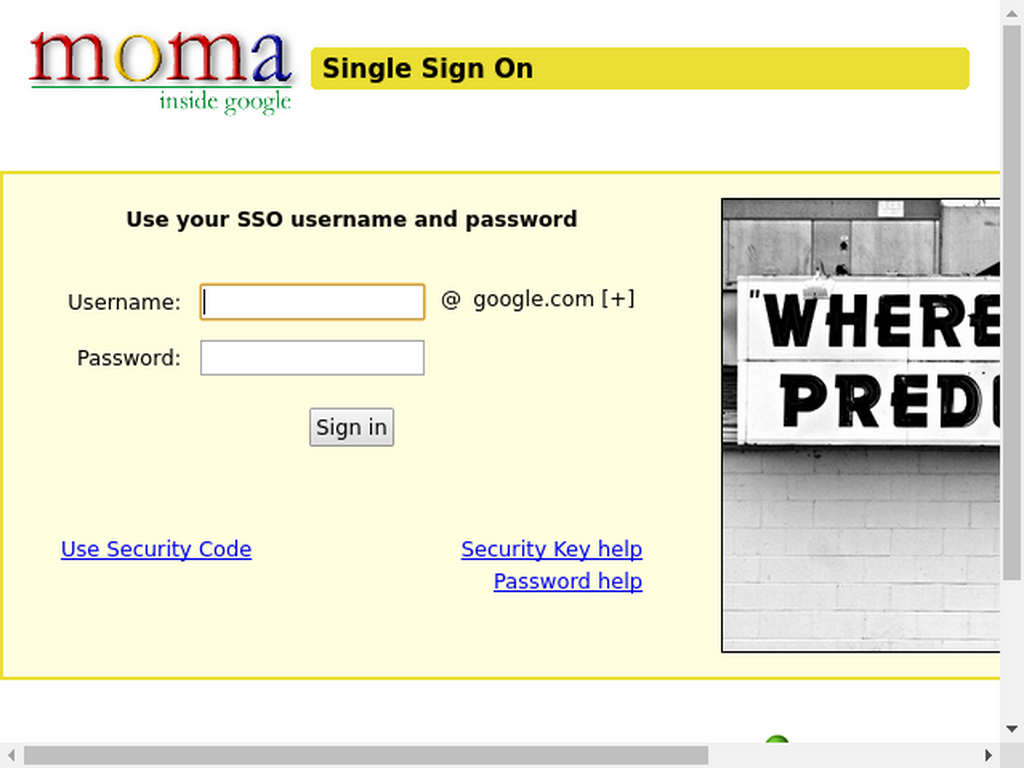 moma
inside google
Single Sign On
Use your SSO username and password
Username: @ google.com [+]
Password:
Sign in
Use Security Code
Security Key help
Password help
"WHERE